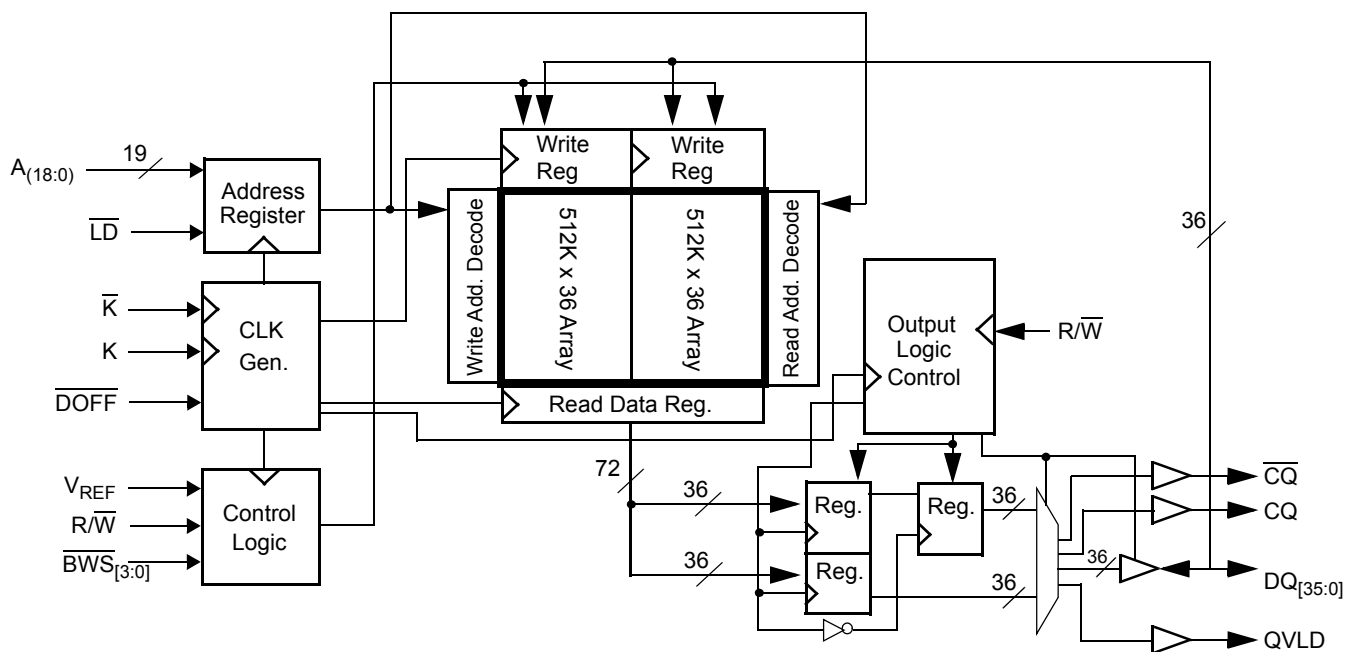 A(18:0)
19
LD
Address
Register
K
K
DOFF
CLK
Gen.
VREF
R/W
BWS[3:0]
Control
Logic
Write
Reg
Write
Reg
Write Add. Decode
512K x 36 Array
512K x 36 Array
Read Add. Decode
Read Data Reg.
36
Output
Logic
Control
R/W
72
36
Reg.
Reg.
36
36
Reg.
36
36
CQ
CQ
DQ[35:0]
QVLD